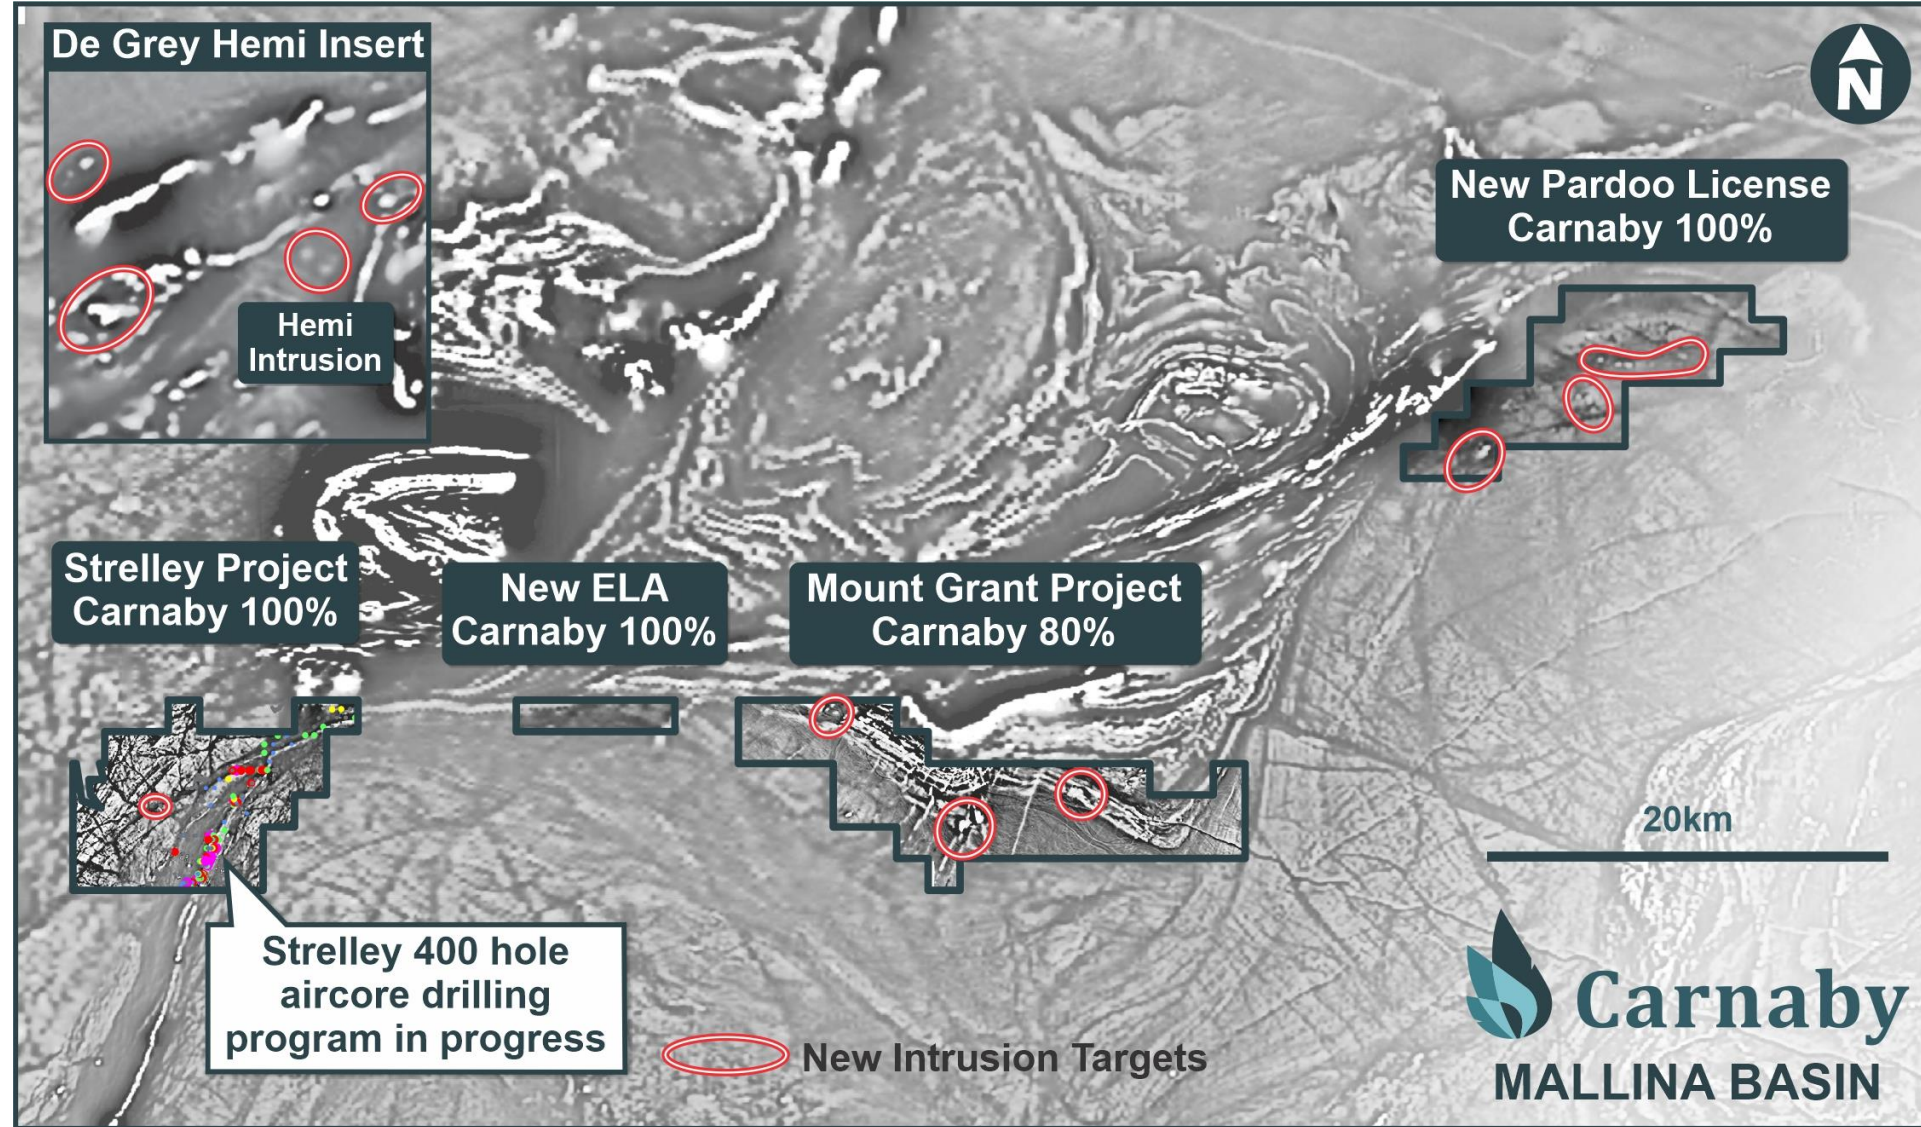 De Grey Hemi Insert
Hemi
Intrusion
N
New Pardoo License
Carnaby 100%
Strelley Project
Carnaby 100%
New ELA
Carnaby 100%
Mount Grant Project
Carnaby 80%
20km
Strelley 400 hole
aircore drilling
program in progress
New Intrusion Targets
Carnaby
MALLINA BASIN